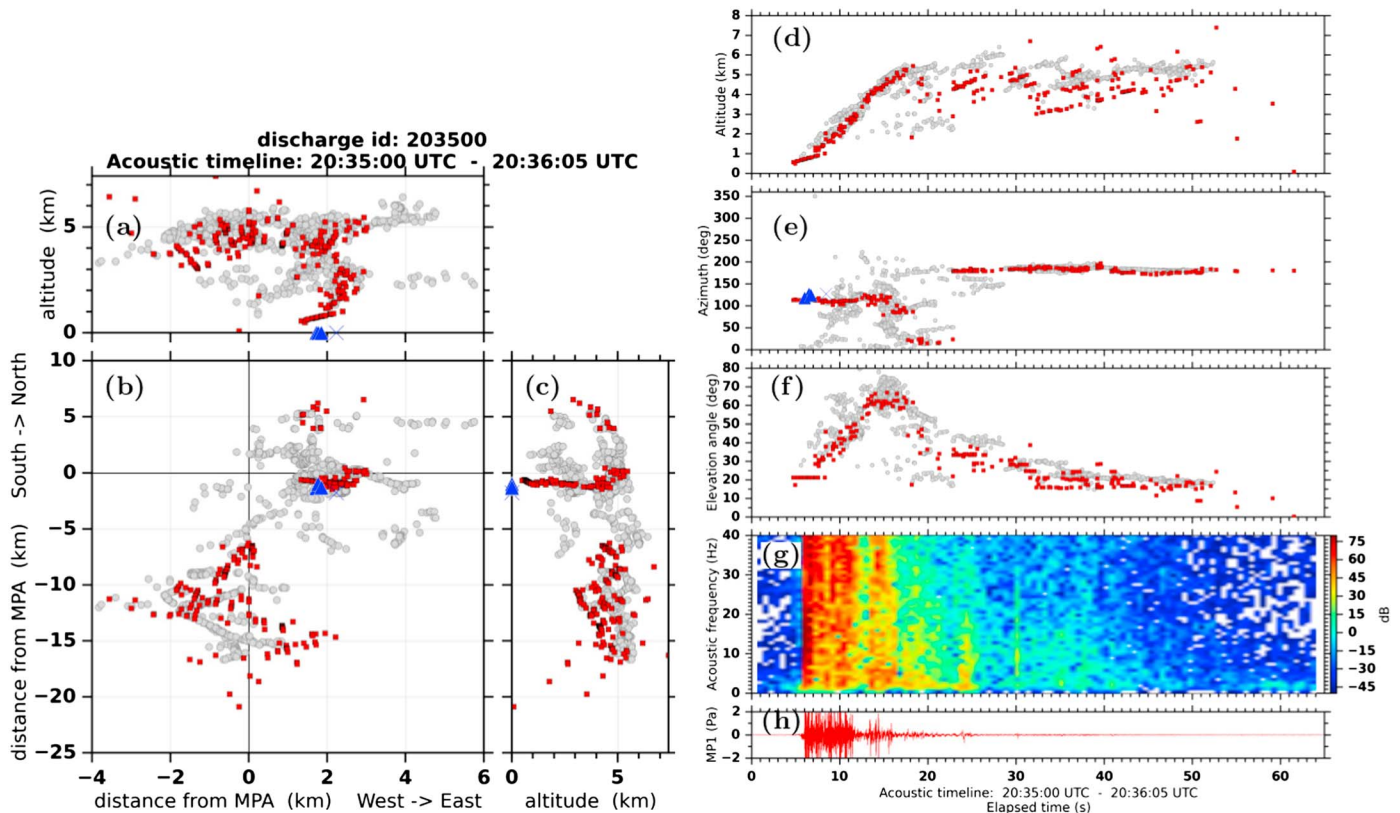 discharge id: 203500
Acoustic timeline: 20:35:00 UTC - 20:36:05 UTC
altitude (km)
5
0
(a)
South -> North
distance from MPA (km)
10
5
0
−5
−10
−15
−20
−25
(b)
−4
−2
0
2
4
6
distance from MPA (km) West -> East
(c)
0
5
altitude (km)
(d)
Altitude (km)
8
7
6
5
4
3
2
1
0
(e)
Azimuth (deg)
350
300
250
200
150
100
50
0
(f)
Elevation angle (deg)
80
70
60
50
40
30
20
10
0
(g)
Acoustic frequency (Hz)
40
30
20
10
0
75
60
45
30
15
0
−15
−30
−45
dB
(h)
MP1 (Pa)
2
0
−2
0
10
20
30
40
50
60
Acoustic timeline: 20:35:00 UTC - 20:36:05 UTC
Elapsed time (s)